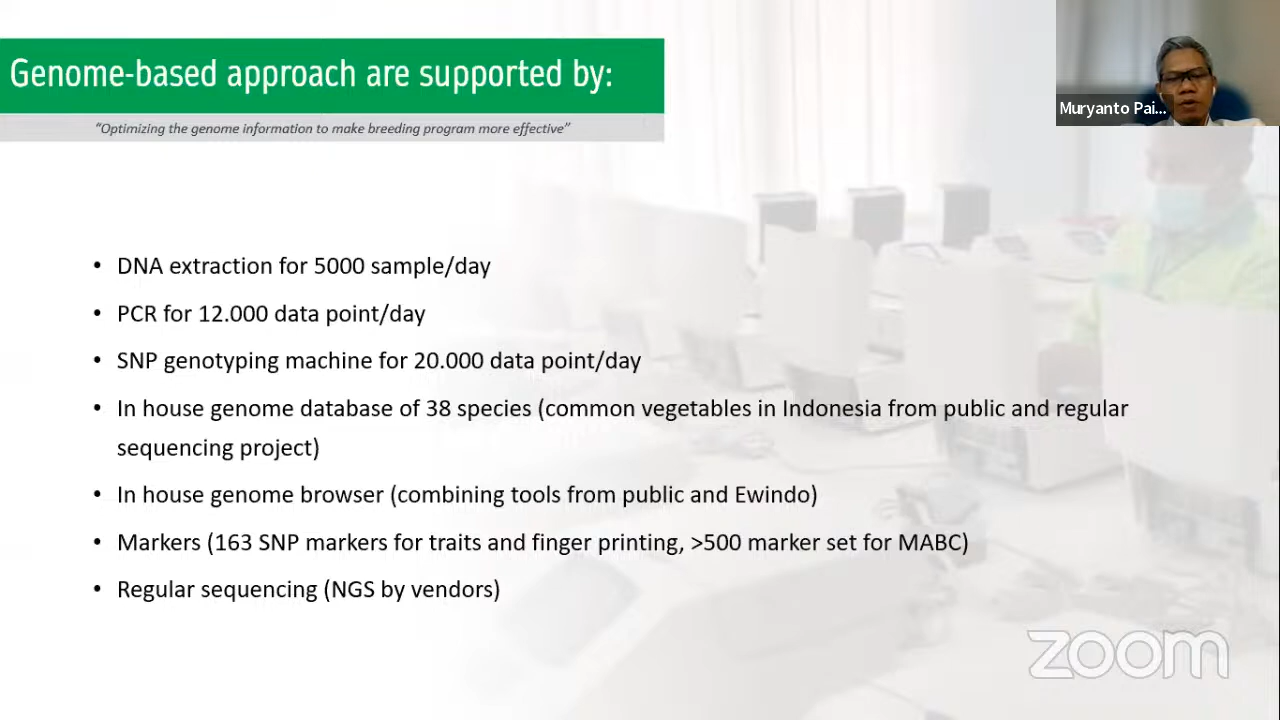 Genome-based approach are supported by:
“Optimizing the genome information to make breeding program more effective”
Muryanto Pai...
• DNA extraction for 5000 sample/day
• PCR for 12.000 data point/day
• SNP genotyping machine for 20.000 data point/day
• In house genome database of 38 species (common vegetables in Indonesia from public and regular
sequencing project)
• In house genome browser (combining tools from public and Ewindo)
• Markers (163 SNP markers for traits and finger printing, >500 marker set for MABC)
• Regular sequencing (NGS by vendors)
zoom